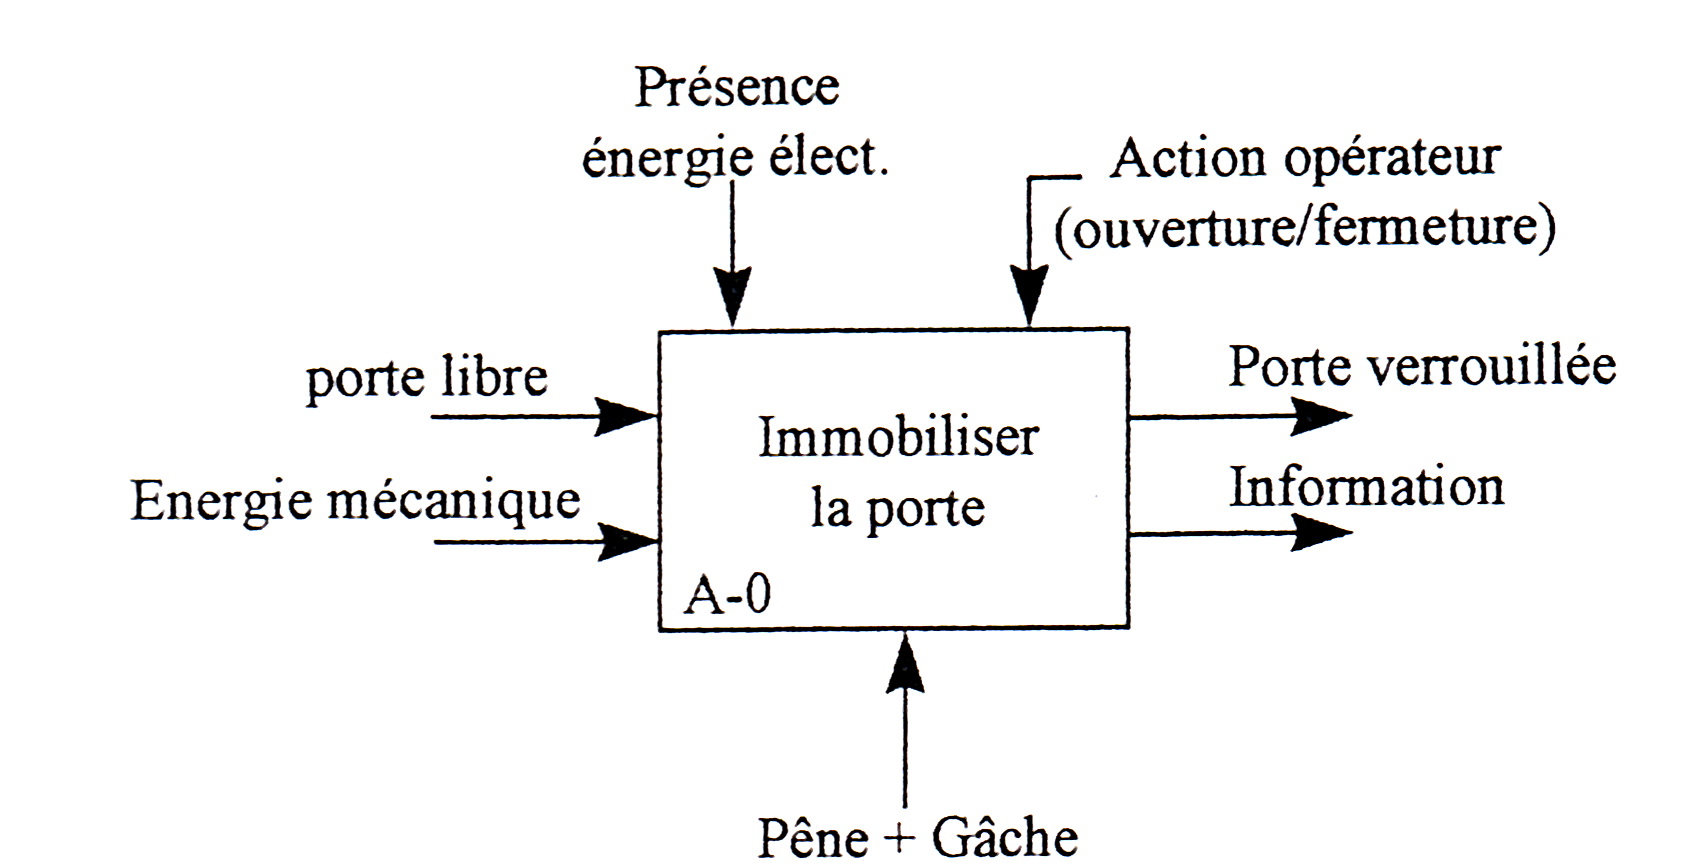 Présence
énergie élect.
Action opérateur
(ouverture/fermeture)
porte libre
Porte verrouillée
Immobiliser
la porte
Energie mécanique
Information
A-0
Pêne + Gâche